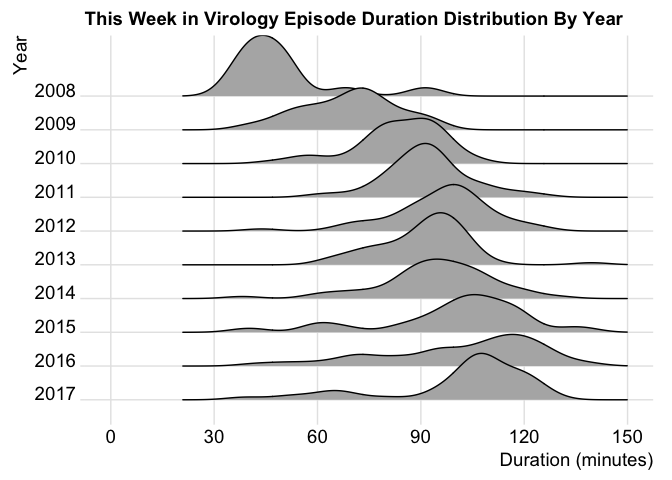 This Week in Virology Episode Duration Distribution By Year
Year
2008
2009
2010
2011
2012
2013
2014
2015
2016
2017
0 30 60 90 120 150
Duration (minutes)